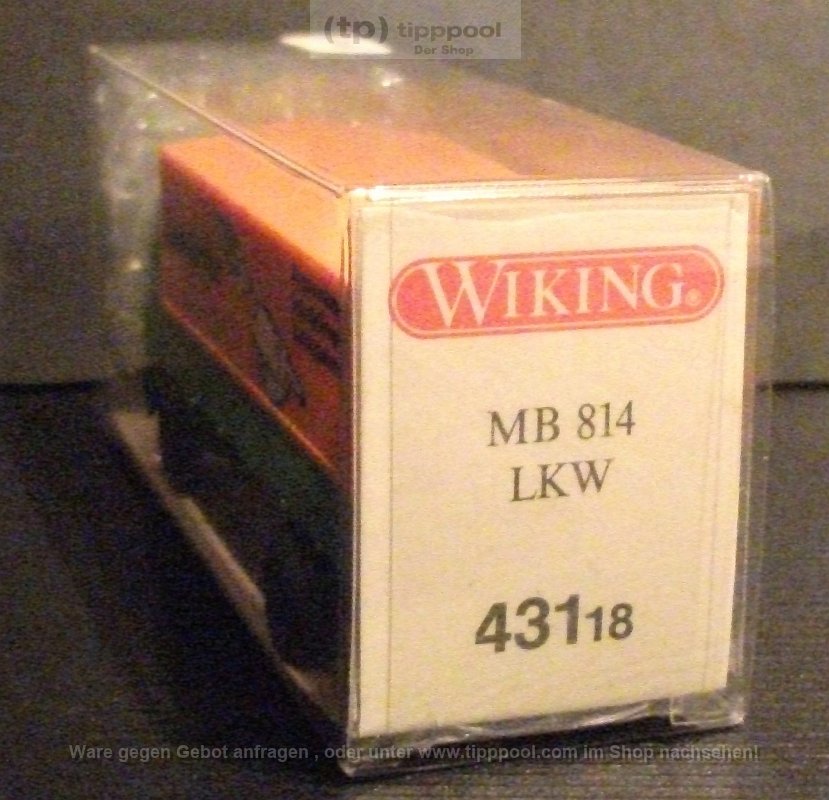 (tp) tipppool
Der Shop
WIKING®
MB 814
LKW
43118
Ware gegen Gebot anfragen , oder unter www.tipppool.com im Shop nachsehen!